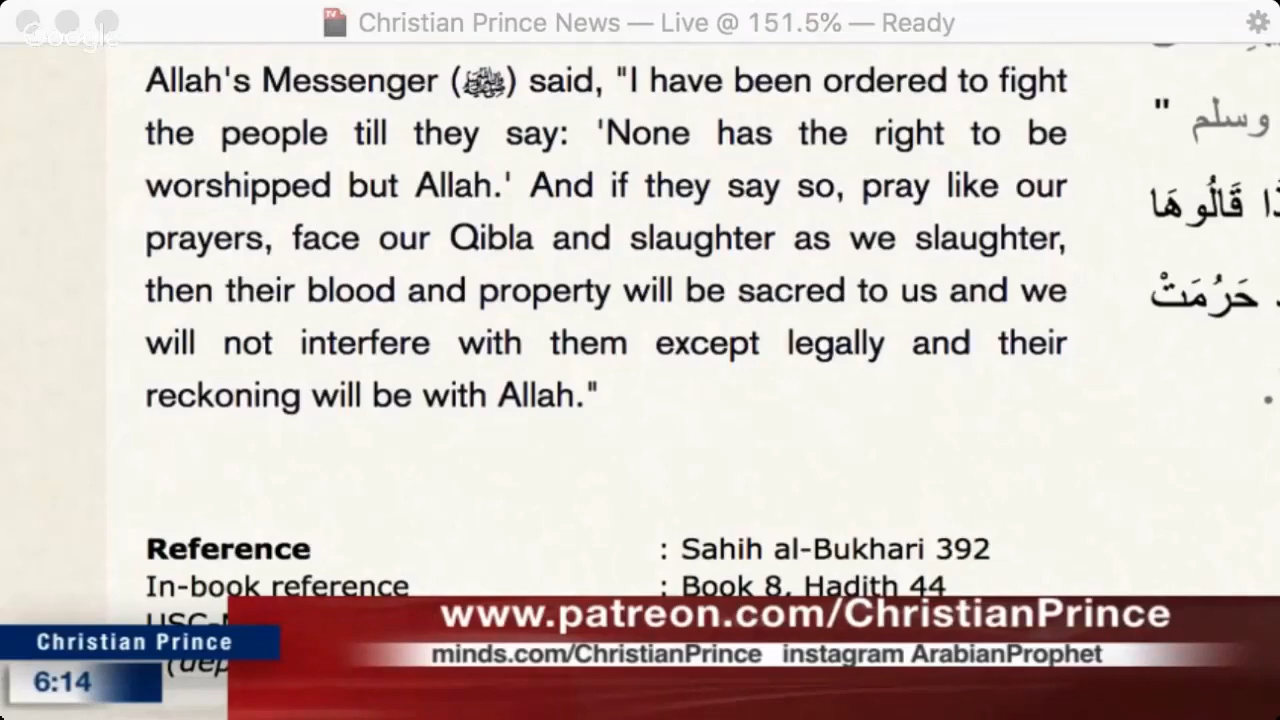 Christian Prince News — Live @ 151.5% — Ready
Google
Allah's Messenger (ﷺ) said, "I have been ordered to fight
the people till they say: 'None has the right to be
worshipped but Allah.' And if they say so, pray like our
prayers, face our Qibla and slaughter as we slaughter,
then their blood and property will be sacred to us and we
will not interfere with them except legally and their
reckoning will be with Allah."
وسلم "
قَالُوهَا
حَرُمَتْ
Reference : Sahih al-Bukhari 392
In-book reference : Book 8, Hadith 44
www.patreon.com/ChristianPrince
Christian Prince
minds.com/ChristianPrince instagram ArabianProphet
6:14